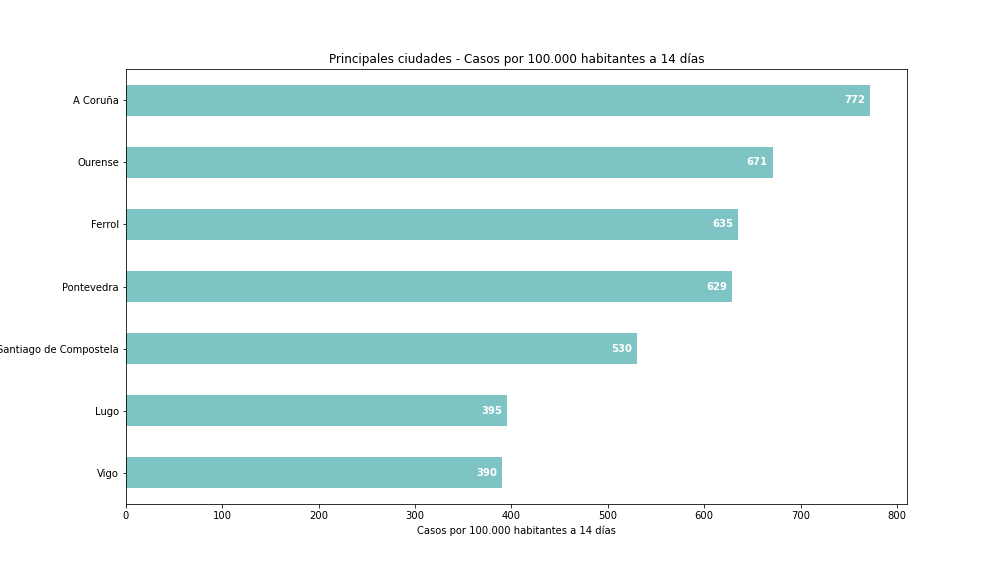 Principales ciudades - Casos por 100.000 habitantes a 14 días
A Coruña 772
Ourense 671
Ferrol 635
Pontevedra 629
Santiago de Compostela 530
Lugo 395
Vigo 390
0 100 200 300 400 500 600 700 800
Casos por 100.000 habitantes a 14 días